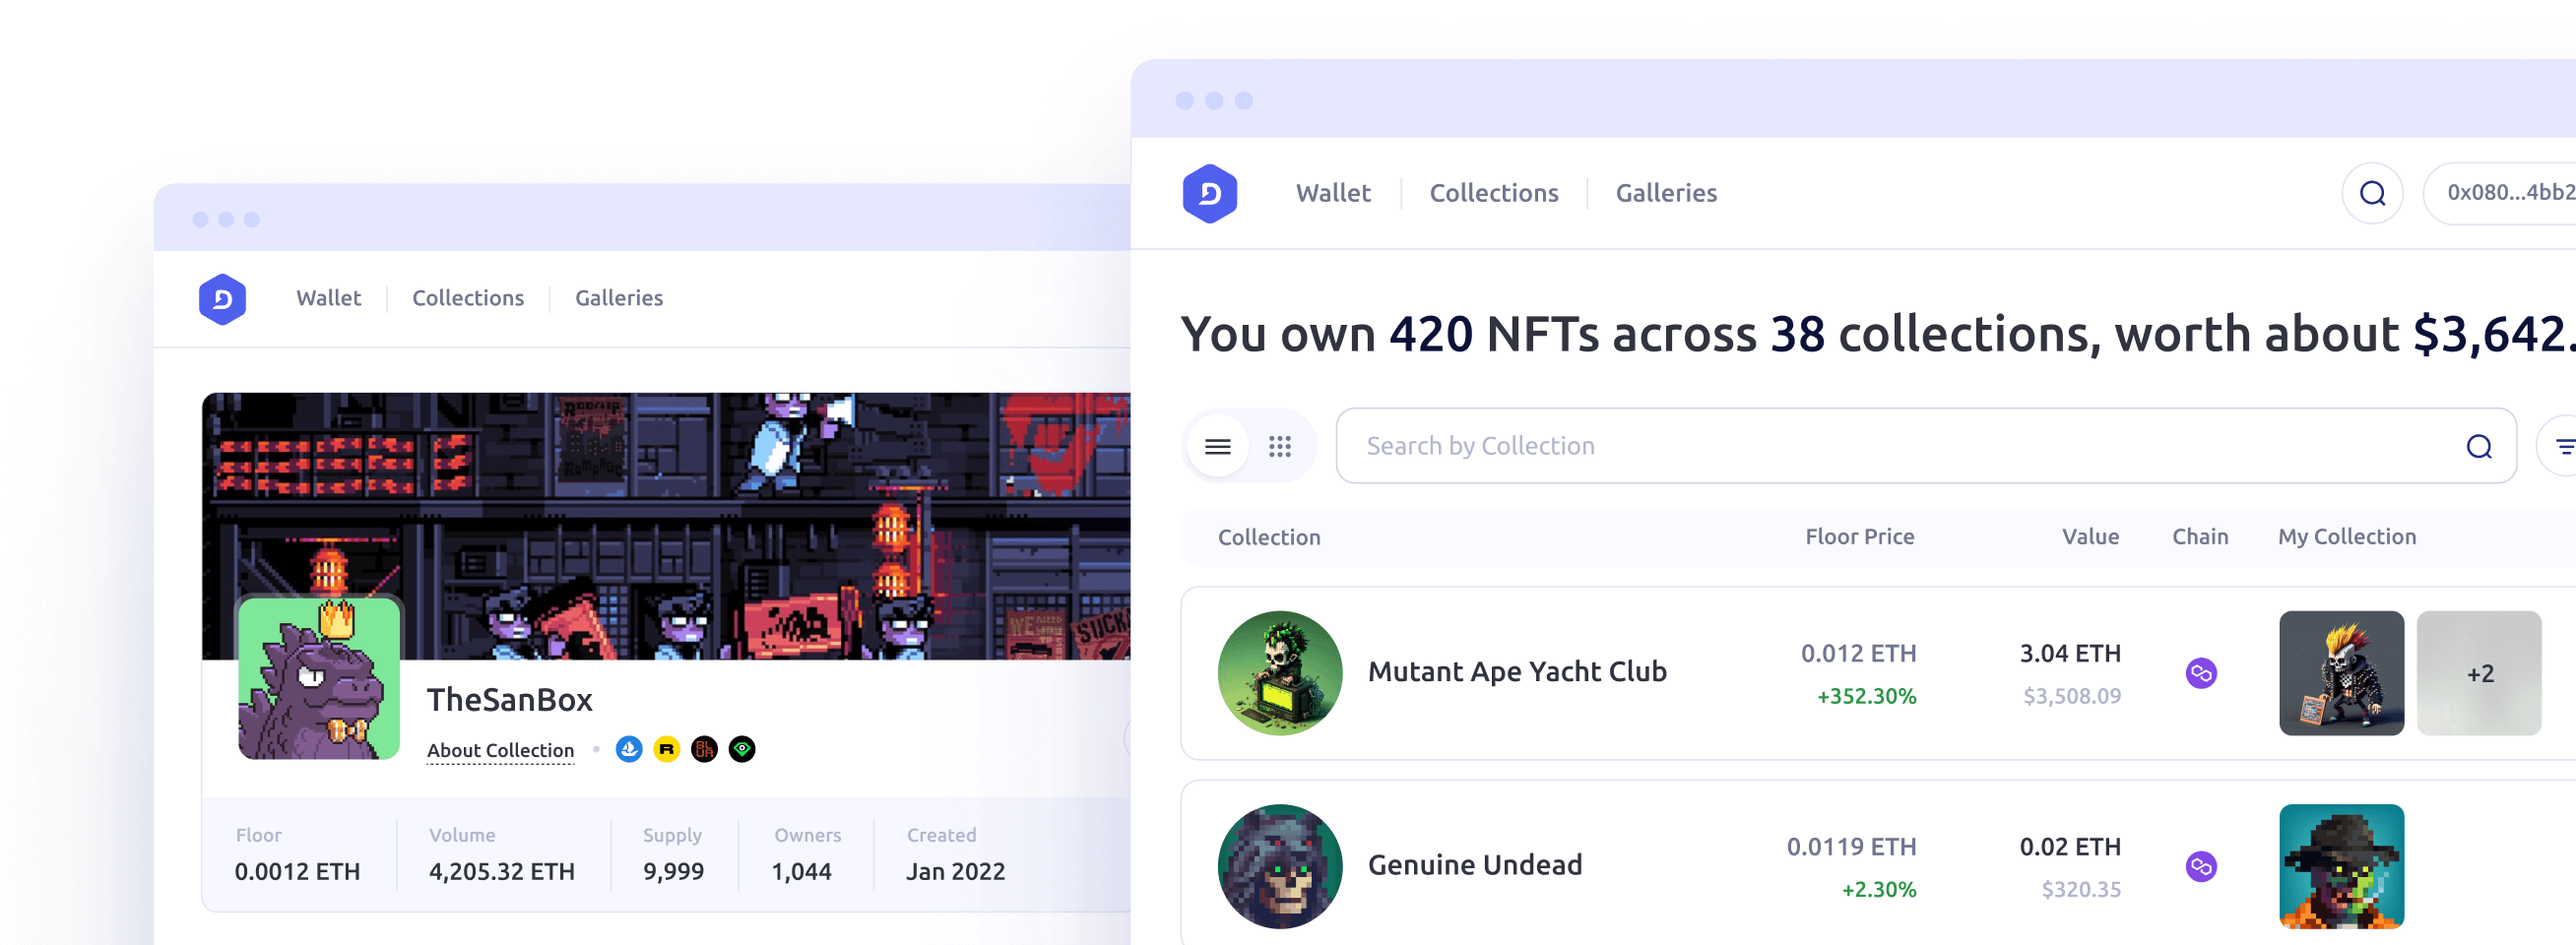 Wallet
Collections
Galleries
TheSanBox
About Collection
Floor
Volume
Supply
Owners
Created
0.0012 ETH
4,205.32 ETH
9,999
1,044
Jan 2022
WE NEED
SUCK
Wallet
Collections
Galleries
0x080...4bb2
You own 420 NFTs across 38 collections, worth about $3,642.
Search by Collection
Collection
Floor Price
Value
Chain
My Collection
Mutant Ape Yacht Club
0.012 ETH
+352.30%
3.04 ETH
$3,508.09
+2
Genuine Undead
0.0119 ETH
+2.30%
0.02 ETH
$320.35